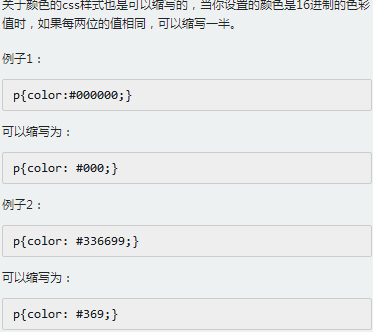 关于颜色的css样式也是可以缩写的，当你设置的颜色是16进制的色彩
值时，如果每两位的值相同，可以缩写一半。
例子1：
p{color:#000000;}
可以缩写为：
p{color: #000;}
例子2：
p{color: #336699;}
可以缩写为：
p{color: #369;}